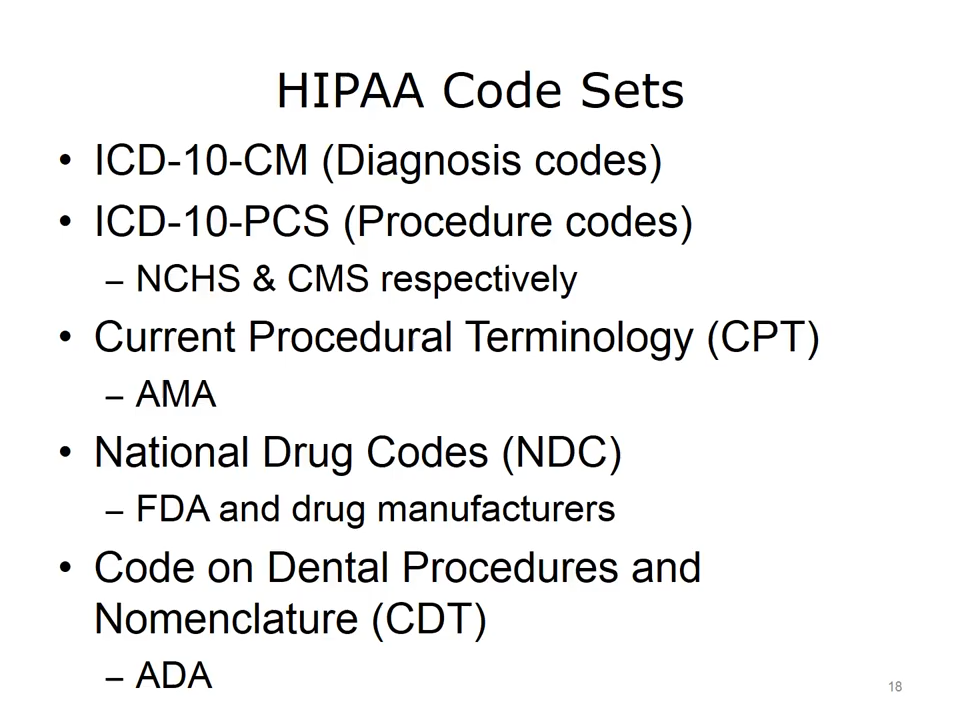 HIPAA Code Sets
• ICD-10-CM (Diagnosis codes)
• ICD-10-PCS (Procedure codes)
– NCHS & CMS respectively
• Current Procedural Terminology (CPT)
– AMA
• National Drug Codes (NDC)
– FDA and drug manufacturers
• Code on Dental Procedures and
Nomenclature (CDT)
– ADA
18